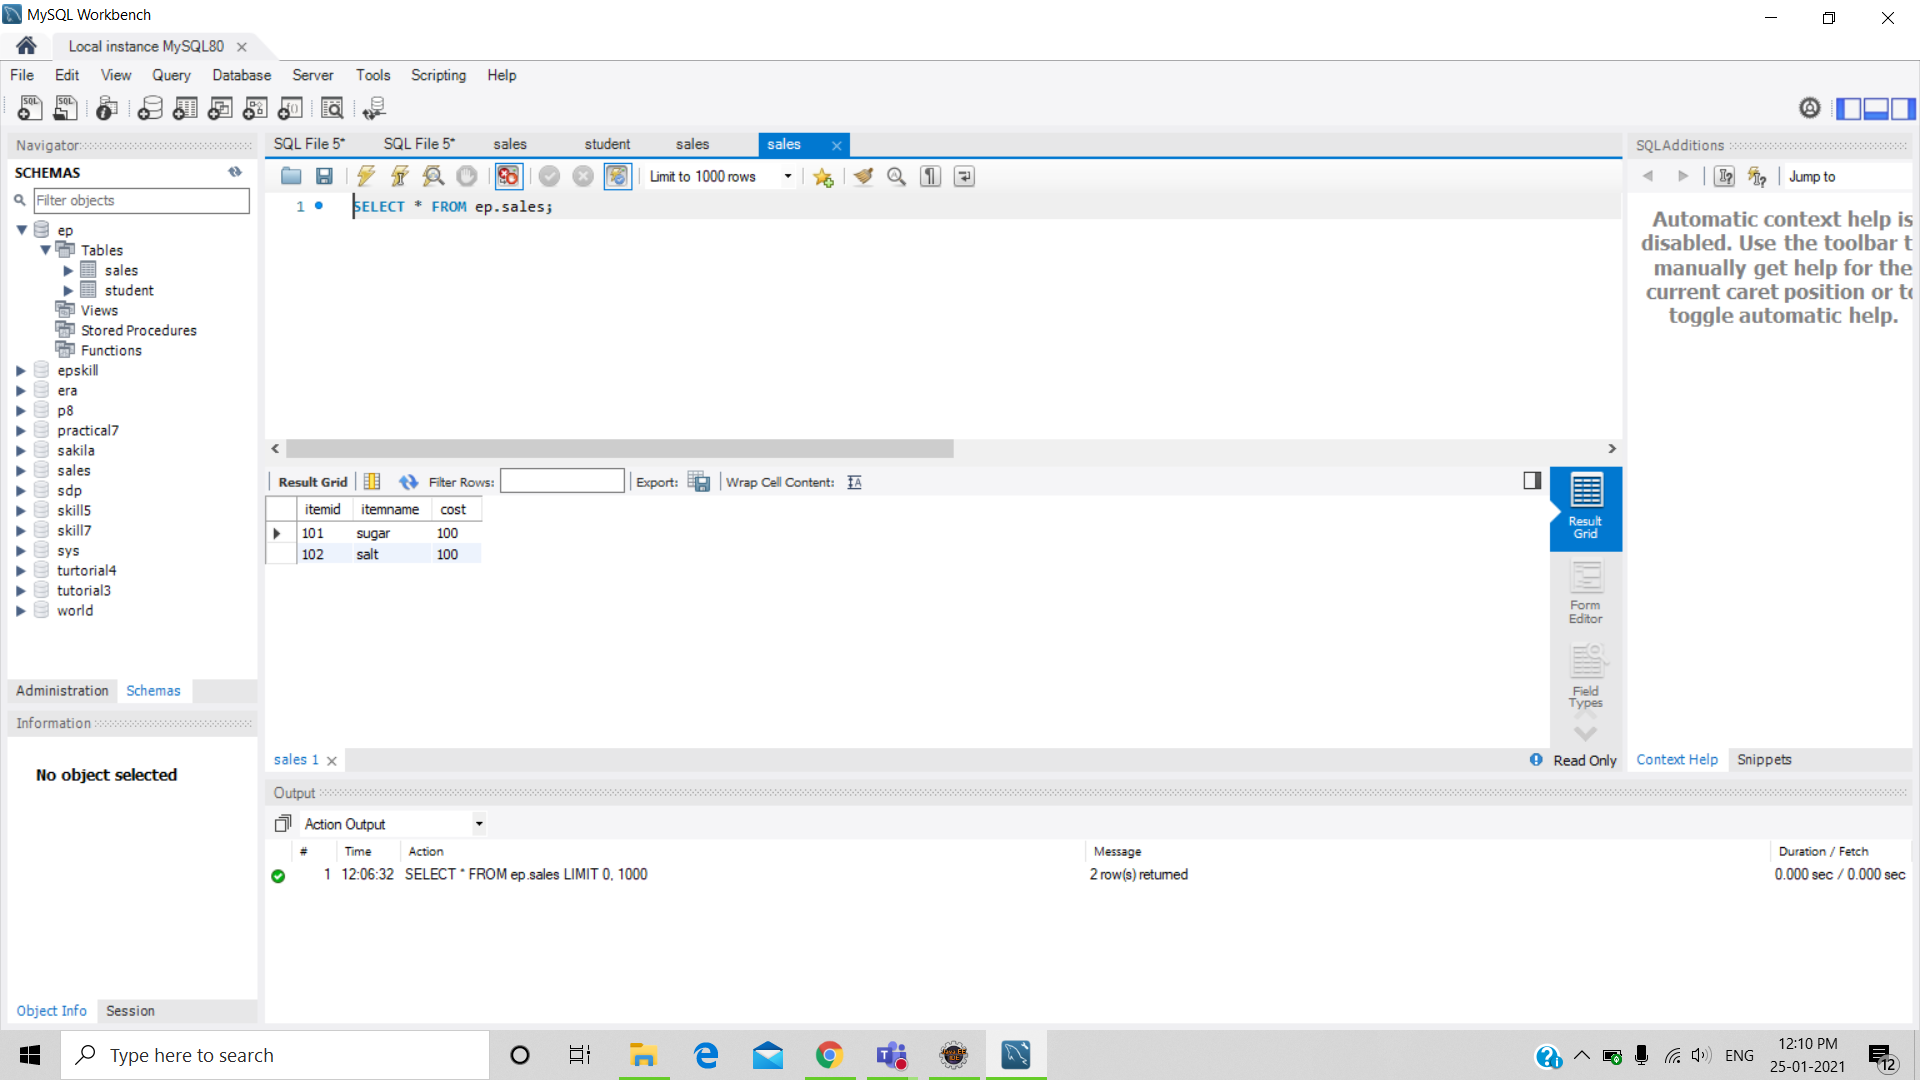 MySQL Workbench
Local instance MySQL80
File Edit View Query Database Server Tools Scripting Help
Navigator
SCHEMAS
Filter objects
ep
Tables
sales
student
Views
Stored Procedures
Functions
epskill
era
p8
practical7
sakila
sales
sdp
skill5
skill7
sys
turtorial4
tutorial3
world
Administration Schemas
Information
No object selected
Object Info Session
SQL File 5* SQL File 5* sales student sales sales
Limit to 1000 rows
1 SELECT * FROM ep.sales;
Result Grid Filter Rows: Export: Wrap Cell Content:
itemid itemname cost
101 sugar 100
102 salt 100
Result
Grid
Form
Editor
Field
Types
sales 1 Read Only
Output
Action Output
# Time Action Message Duration / Fetch
1 12:06:32 SELECT * FROM ep.sales LIMIT 0, 1000 2 row(s) returned 0.000 sec / 0.000 sec
SQLAdditions
Jump to
Automatic context help is
disabled. Use the toolbar t
manually get help for the
current caret position or to
toggle automatic help.
Context Help Snippets
Type here to search
ENG
12:10 PM
25-01-2021
12